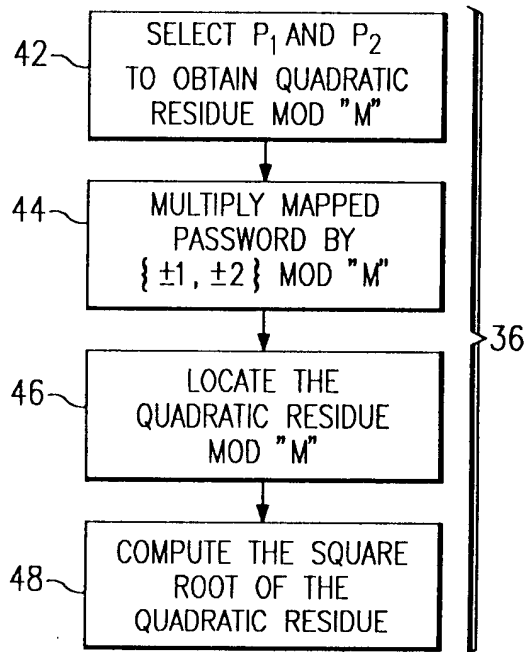 42
SELECT P₁ AND P₂
TO OBTAIN QUADRATIC
RESIDUE MOD "M"
44
MULTIPLY MAPPED
PASSWORD BY
{±1, ±2} MOD "M"
36
46
LOCATE THE
QUADRATIC RESIDUE
MOD "M"
48
COMPUTE THE SQUARE
ROOT OF THE
QUADRATIC RESIDUE